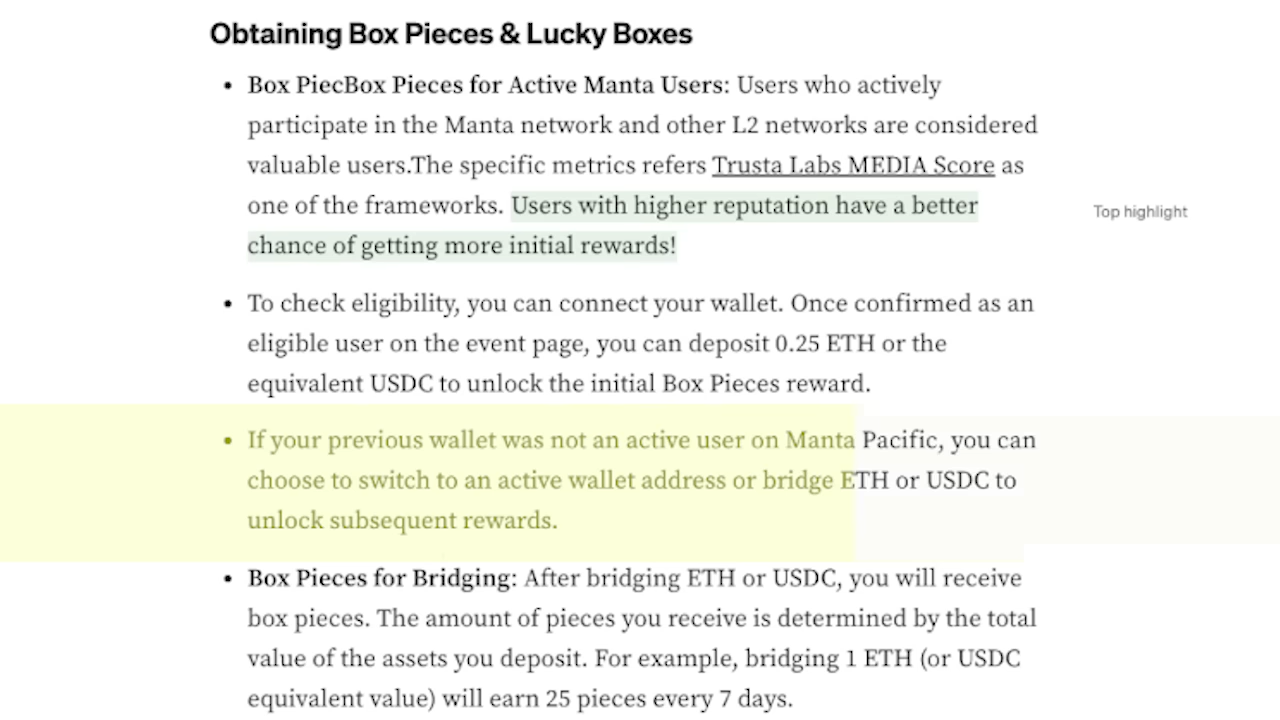 Obtaining Box Pieces & Lucky Boxes
• Box PiecBox Pieces for Active Manta Users: Users who actively
participate in the Manta network and other L2 networks are considered
valuable users.The specific metrics refers Trusta Labs MEDIA Score as
one of the frameworks. Users with higher reputation have a better
chance of getting more initial rewards!
Top highlight
• To check eligibility, you can connect your wallet. Once confirmed as an
eligible user on the event page, you can deposit 0.25 ETH or the
equivalent USDC to unlock the initial Box Pieces reward.
• If your previous wallet was not an active user on Manta Pacific, you can
choose to switch to an active wallet address or bridge ETH or USDC to
unlock subsequent rewards.
• Box Pieces for Bridging: After bridging ETH or USDC, you will receive
box pieces. The amount of pieces you receive is determined by the total
value of the assets you deposit. For example, bridging 1 ETH (or USDC
equivalent value) will earn 25 pieces every 7 days.